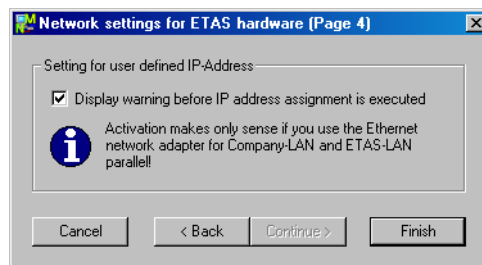 Network settings for ETAS hardware (Page 4)
Setting for user defined IP-Address
Display warning before IP address assignment is executed
Activation makes only sense if you use the Ethernet
network adapter for Company-LAN and ETAS-LAN
parallel!
Cancel
< Back
Continue >
Finish